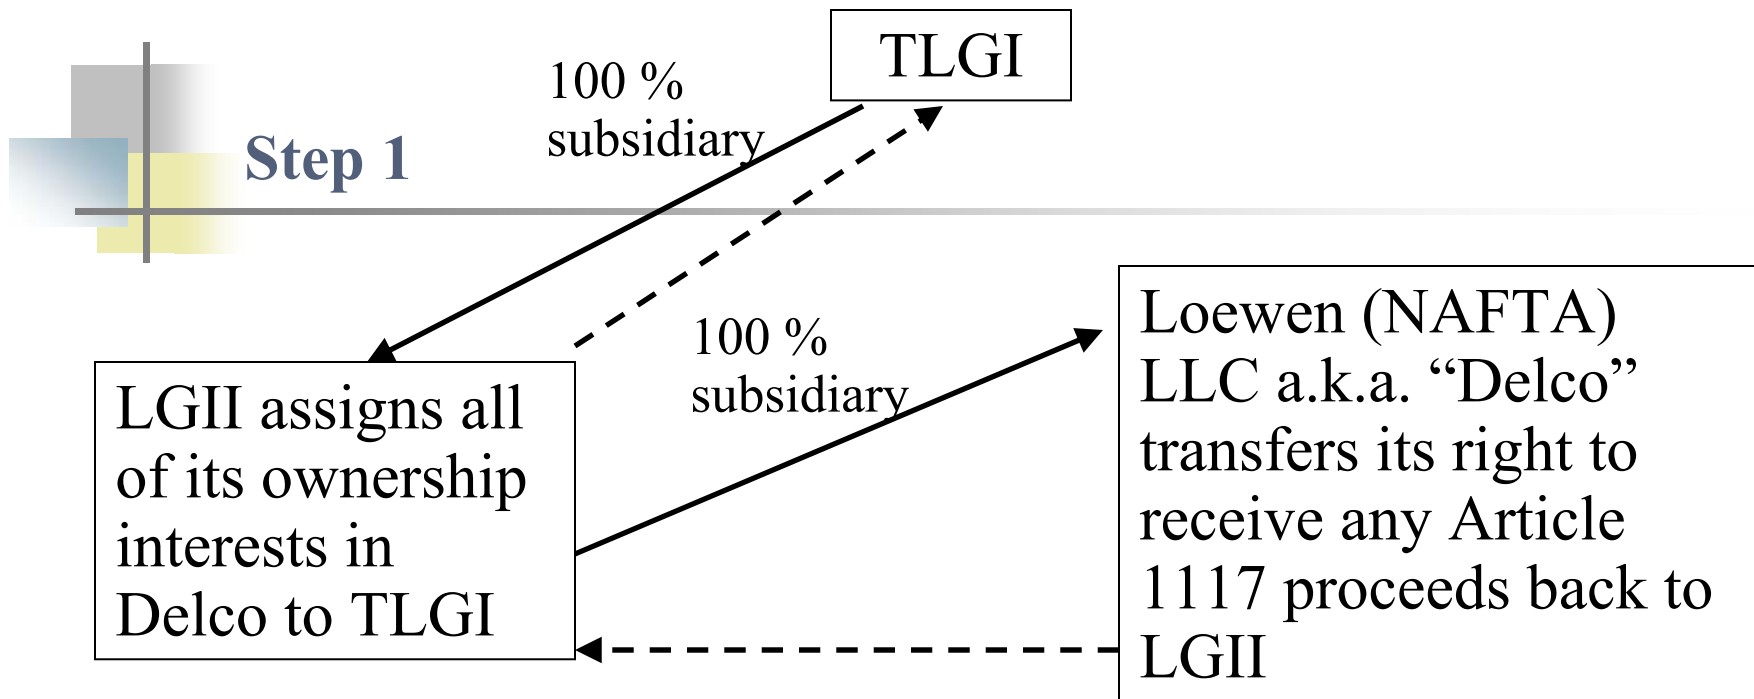 TLGI
100 %
subsidiary
Step 1
100 %
subsidiary
LGII assigns all
of its ownership
interests in
Delco to TLGI
Loewen (NAFTA)
LLC a.k.a. “Delco”
transfers its right to
receive any Article
1117 proceeds back to
LGII